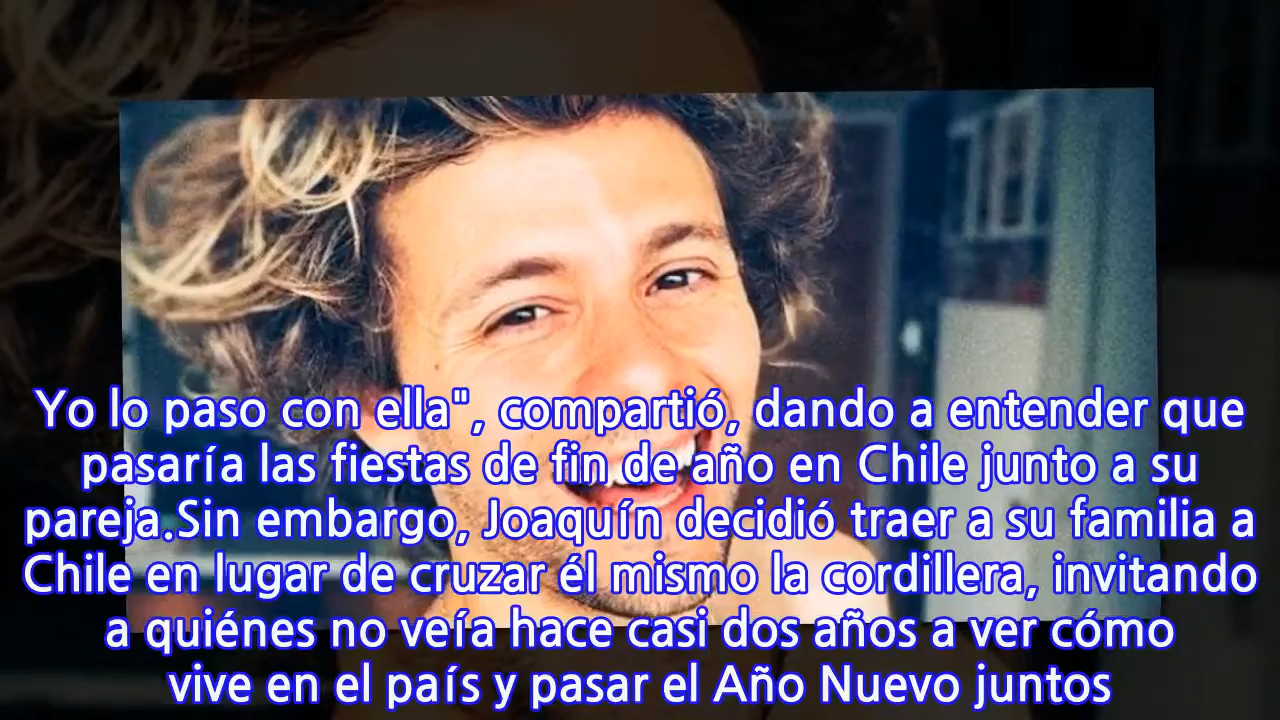 Yo lo paso con ella", compartió, dando a entender que
pasaría las fiestas de fin de año en Chile junto a su
pareja.Sin embargo, Joaquín decidió traer a su familia a
Chile en lugar de cruzar él mismo la cordillera, invitando
a quiénes no veía hace casi dos años a ver cómo
vive en el país y pasar el Año Nuevo juntos